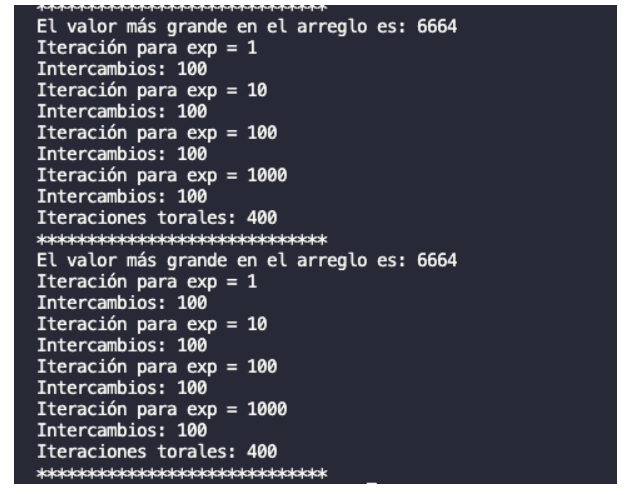 ****************************
El valor más grande en el arreglo es: 6664
Iteración para exp = 1
Intercambios: 100
Iteración para exp = 10
Intercambios: 100
Iteración para exp = 100
Intercambios: 100
Iteración para exp = 1000
Intercambios: 100
Iteraciones torales: 400
****************************
El valor más grande en el arreglo es: 6664
Iteración para exp = 1
Intercambios: 100
Iteración para exp = 10
Intercambios: 100
Iteración para exp = 100
Intercambios: 100
Iteración para exp = 1000
Intercambios: 100
Iteraciones torales: 400
****************************